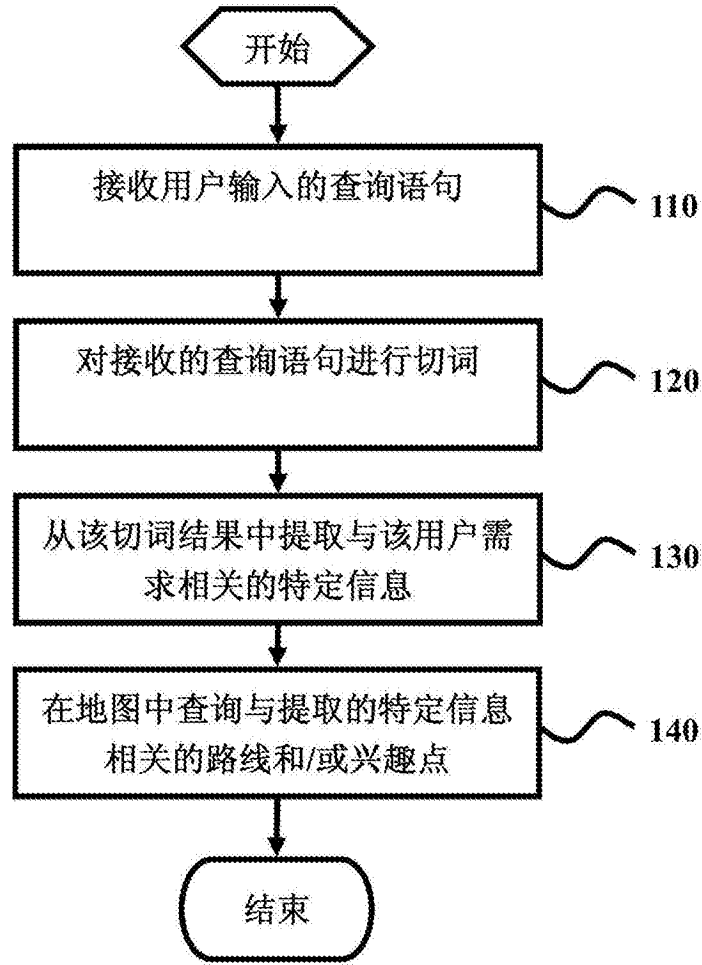 开始
接收用户输入的查询语句
110
对接收的查询语句进行切词
120
从该切词结果中提取与该用户需
求相关的特定信息
130
在地图中查询与提取的特定信息
相关的路线和/或兴趣点
140
结束